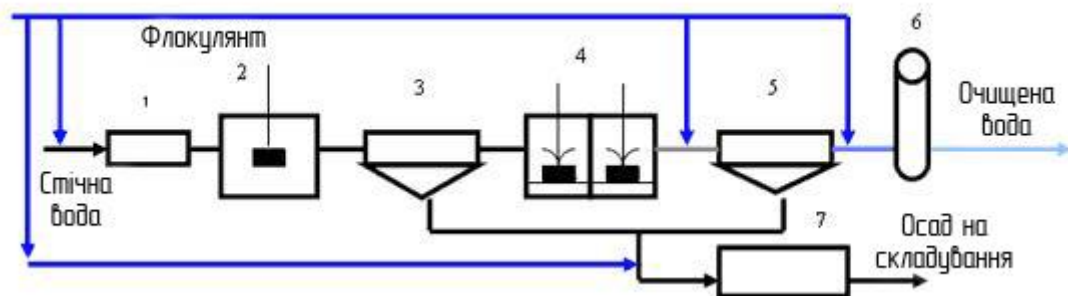 Флокулянт
1
2
3
4
5
6
Очищена
вода
Стічна
вода
7
Осад на
складування